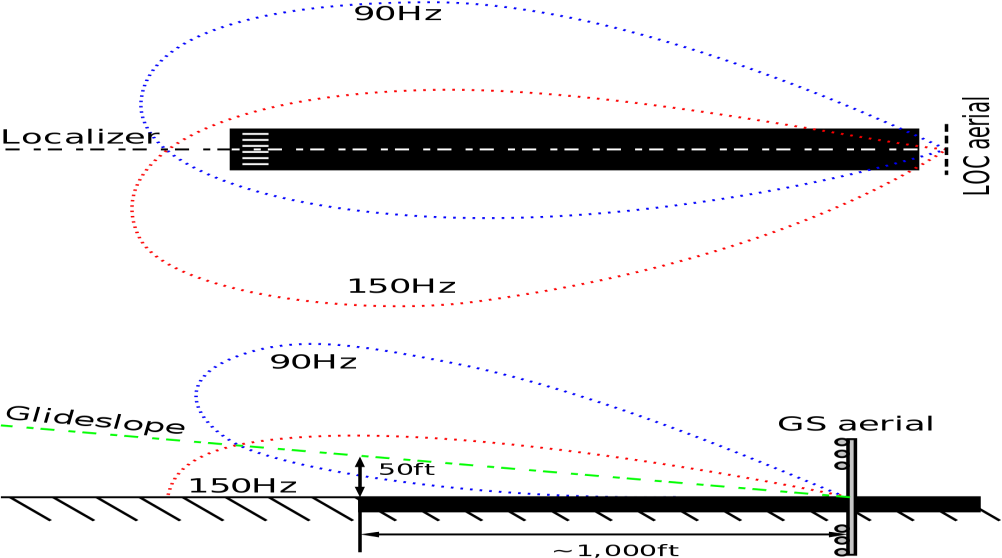 90Hz
Localizer
LOC aerial
150Hz
90Hz
Glideslope
GS aerial
50ft
150Hz
~1,000ft